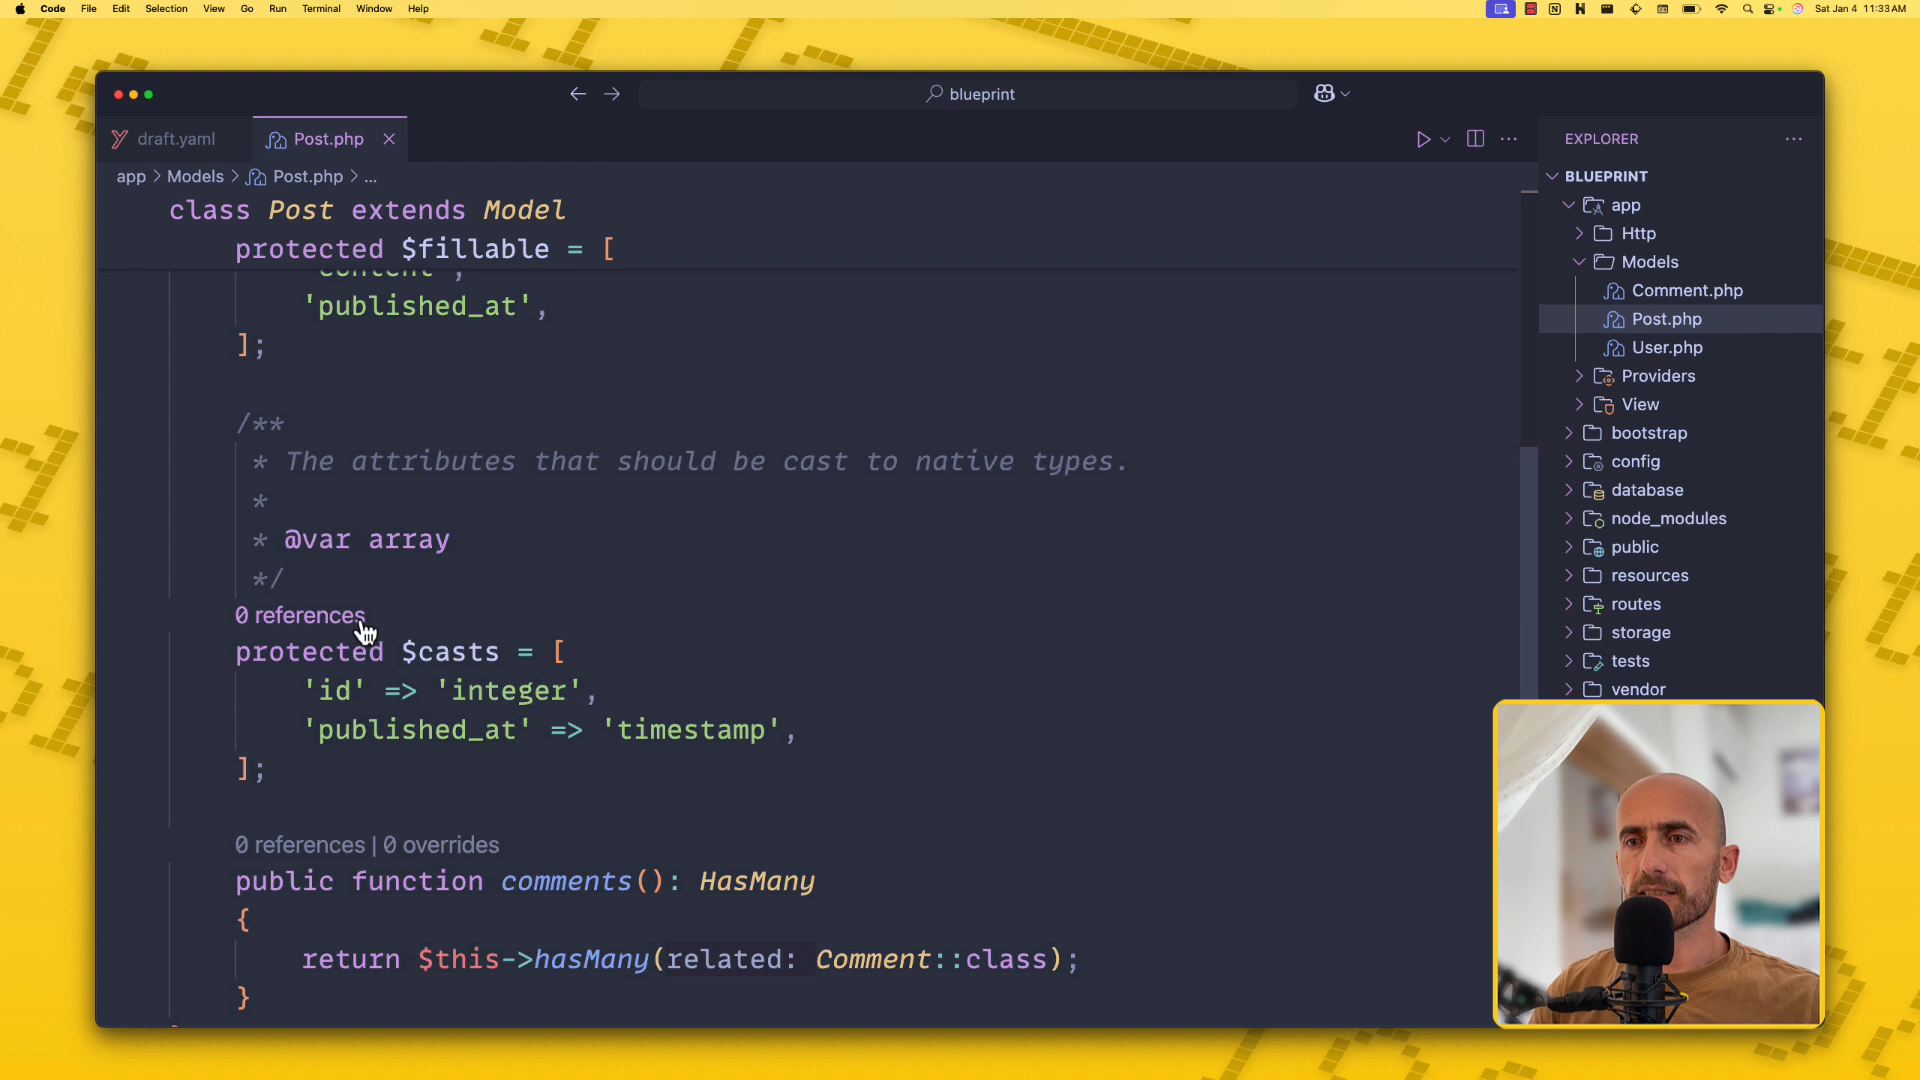 Code File Edit Selection View Go Run Terminal Window Help
Sat Jan 4 11:33 AM
blueprint
draft.yaml
Post.php
app > Models > Post.php > ...
class Post extends Model
protected $fillable = [
'content',
'published_at',
];
/**
* The attributes that should be cast to native types.
*
* @var array
*/
0 references
protected $casts = [
'id' => 'integer',
'published_at' => 'timestamp',
];
0 references | 0 overrides
public function comments(): HasMany
{
return $this->hasMany(related: Comment::class);
}
EXPLORER
BLUEPRINT
app
Http
Models
Comment.php
Post.php
User.php
Providers
View
bootstrap
config
database
node_modules
public
resources
routes
storage
tests
vendor